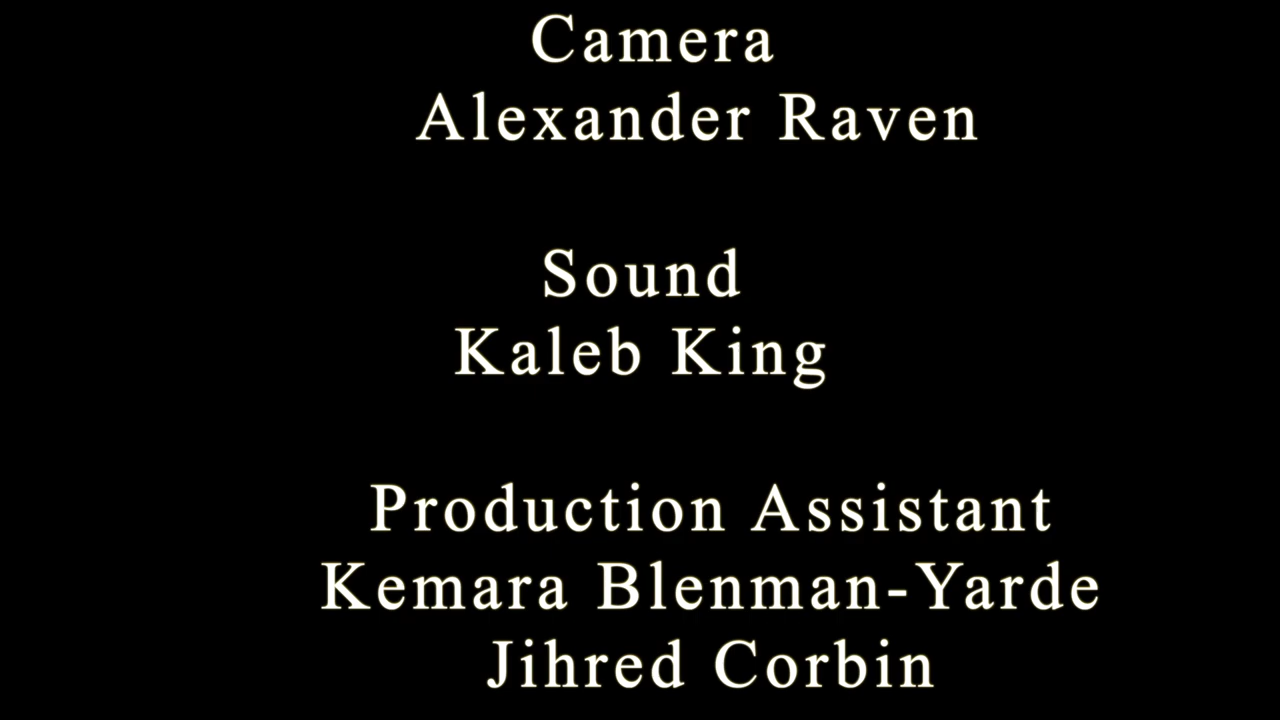 Camera
Alexander Raven
Sound
Kaleb King
Production Assistant
Kemara Blenman-Yarde
Jihred Corbin